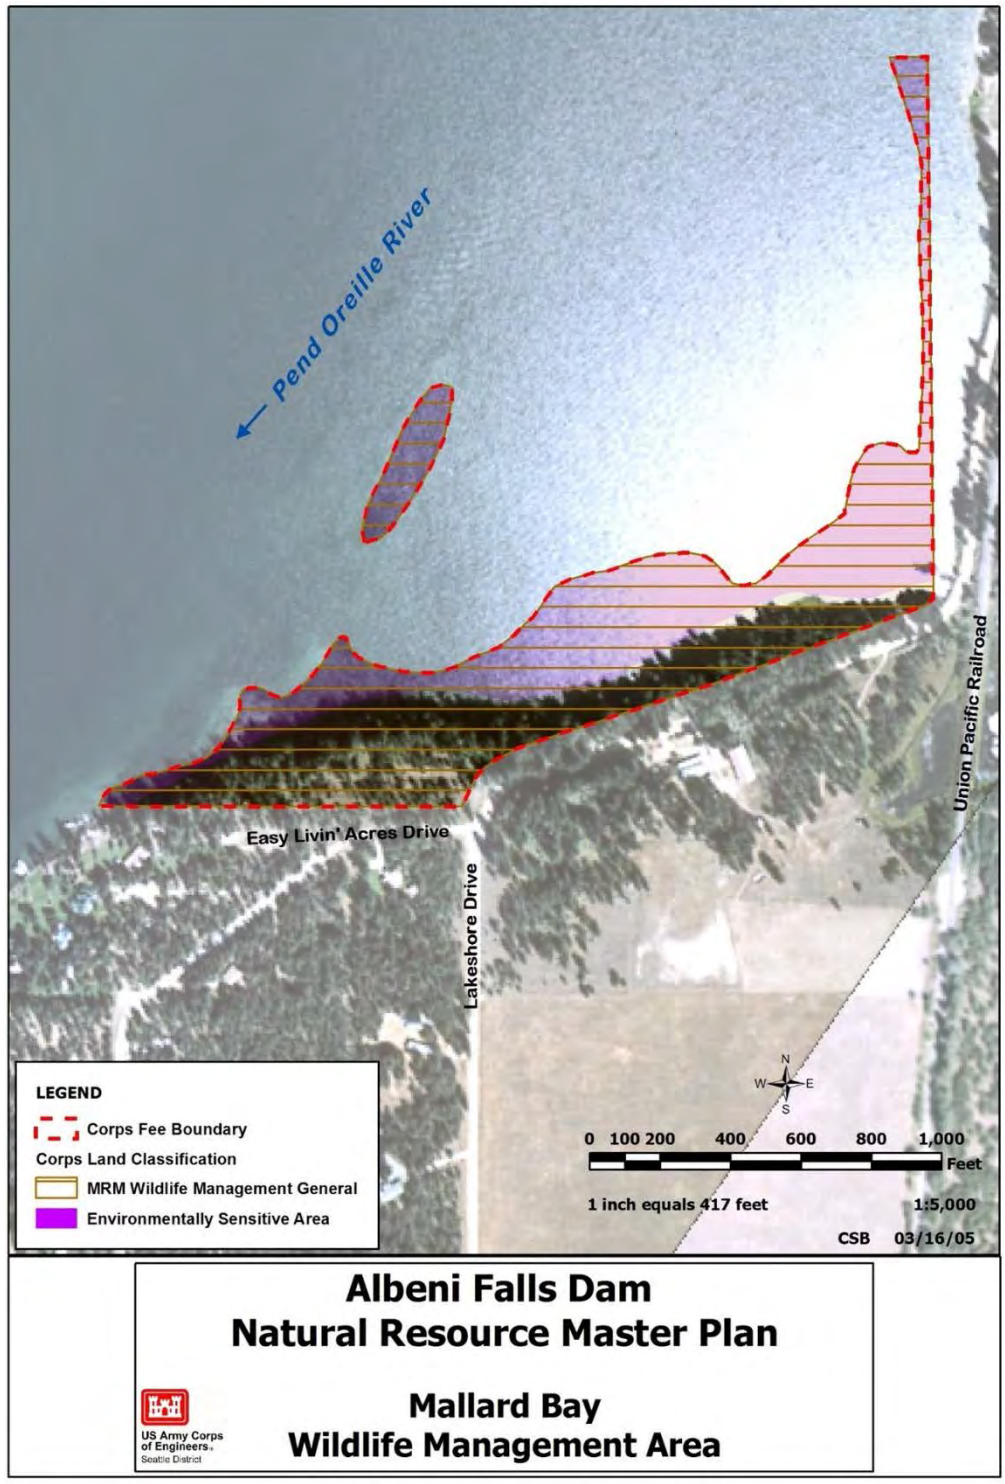 Pend Oreille River
Union Pacific Railroad
Easy Livin' Acres Drive
Lakeshore Drive
LEGEND
Corps Fee Boundary
Corps Land Classification
MRM Wildlife Management General
Environmentally Sensitive Area
N
W E
S
0 100 200 400 600 800 1,000
Feet
1 inch equals 417 feet 1:5,000
CSB 03/16/05
Albeni Falls Dam
Natural Resource Master Plan
Mallard Bay
Wildlife Management Area
US Army Corps
of Engineers®
Seattle District